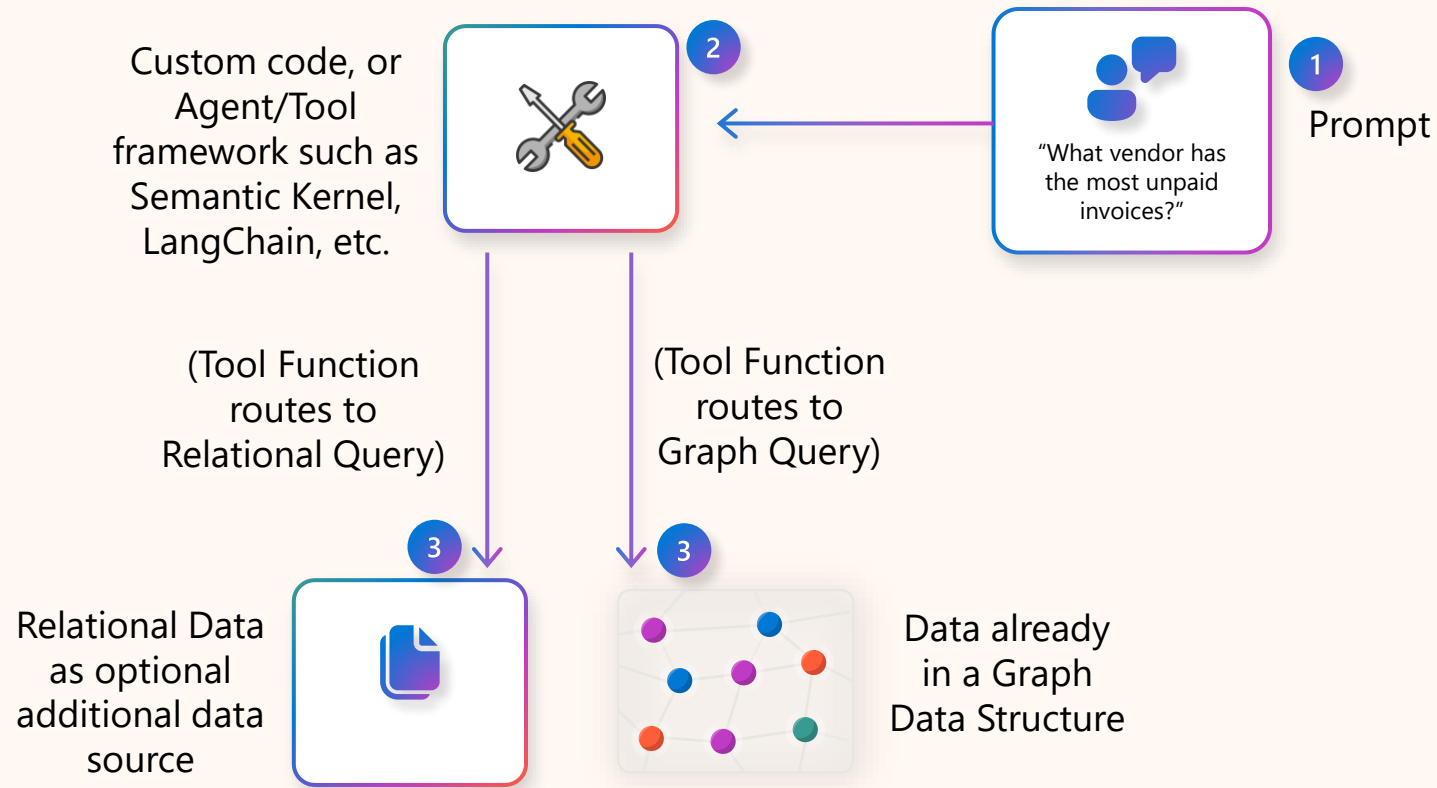 1
Prompt
“What vendor has
the most unpaid
invoices?”
2
Custom code, or
Agent/Tool
framework such as
Semantic Kernel,
LangChain, etc.
(Tool Function
routes to
Relational Query)
(Tool Function
routes to
Graph Query)
3
Relational Data
as optional
additional data
source
3
Data already
in a Graph
Data Structure